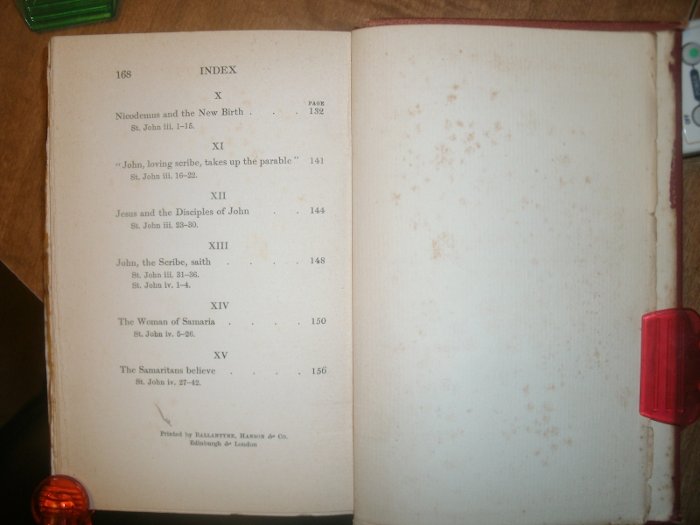 168 INDEX
X
PAGE
Nicodemus and the New Birth . . . 132
St. John iii. 1-15.
XI
"John, loving scribe, takes up the parable" 141
St. John iii. 16-22.
XII
Jesus and the Disciples of John . . 144
St. John iii. 23-30.
XIII
John, the Scribe, saith . . . . 148
St. John iii. 31-36.
St. John iv. 1-4.
XIV
The Woman of Samaria . . . . 150
St. John iv. 5-26.
XV
The Samaritans believe . . . . 156
St. John iv. 27-42.
Printed by BALLANTYNE, HANSON & Co.
Edinburgh & London